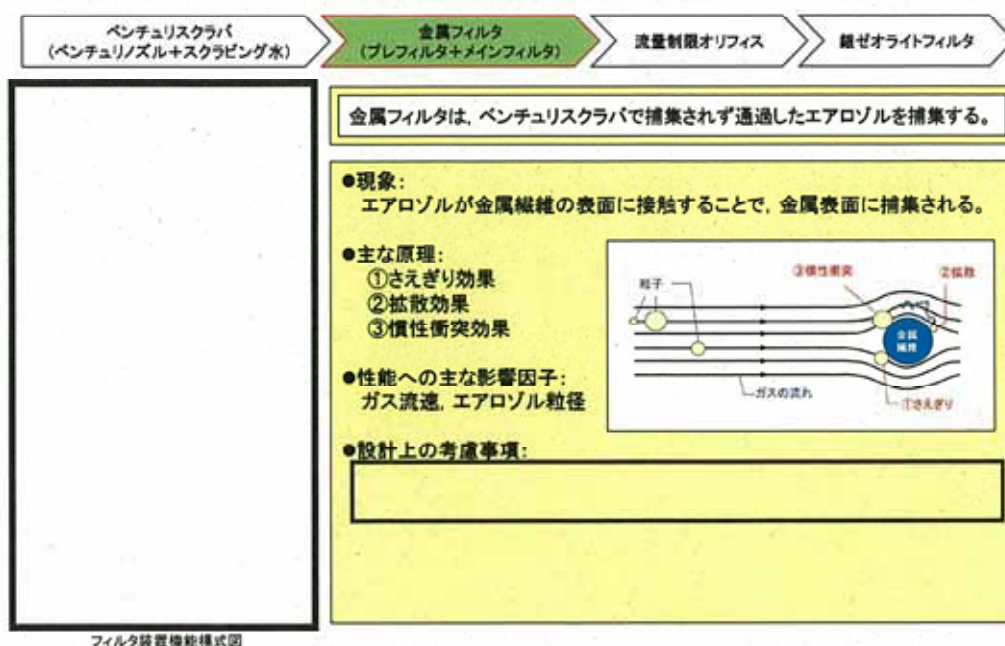 ベンチュリスクラバ
(ベンチュリノズル+スクラビング水)
金属フィルタ
(プレフィルタ+メインフィルタ)
流量制限オリフィス
銀ゼオライトフィルタ
金属フィルタは,ベンチュリスクラバで捕集されず通過したエアロゾルを捕集する。
●現象:
エアロゾルが金属繊維の表面に接触することで,金属表面に捕集される。
●主な原理:
①さえぎり効果
②拡散効果
③慣性衝突効果
粒子
③慣性衝突
②拡散
金属
繊維
ガスの流れ
①さえぎり
●性能への主な影響因子:
ガス流速,エアロゾル粒径
●設計上の考慮事項:
フィルタ装置機能模式図